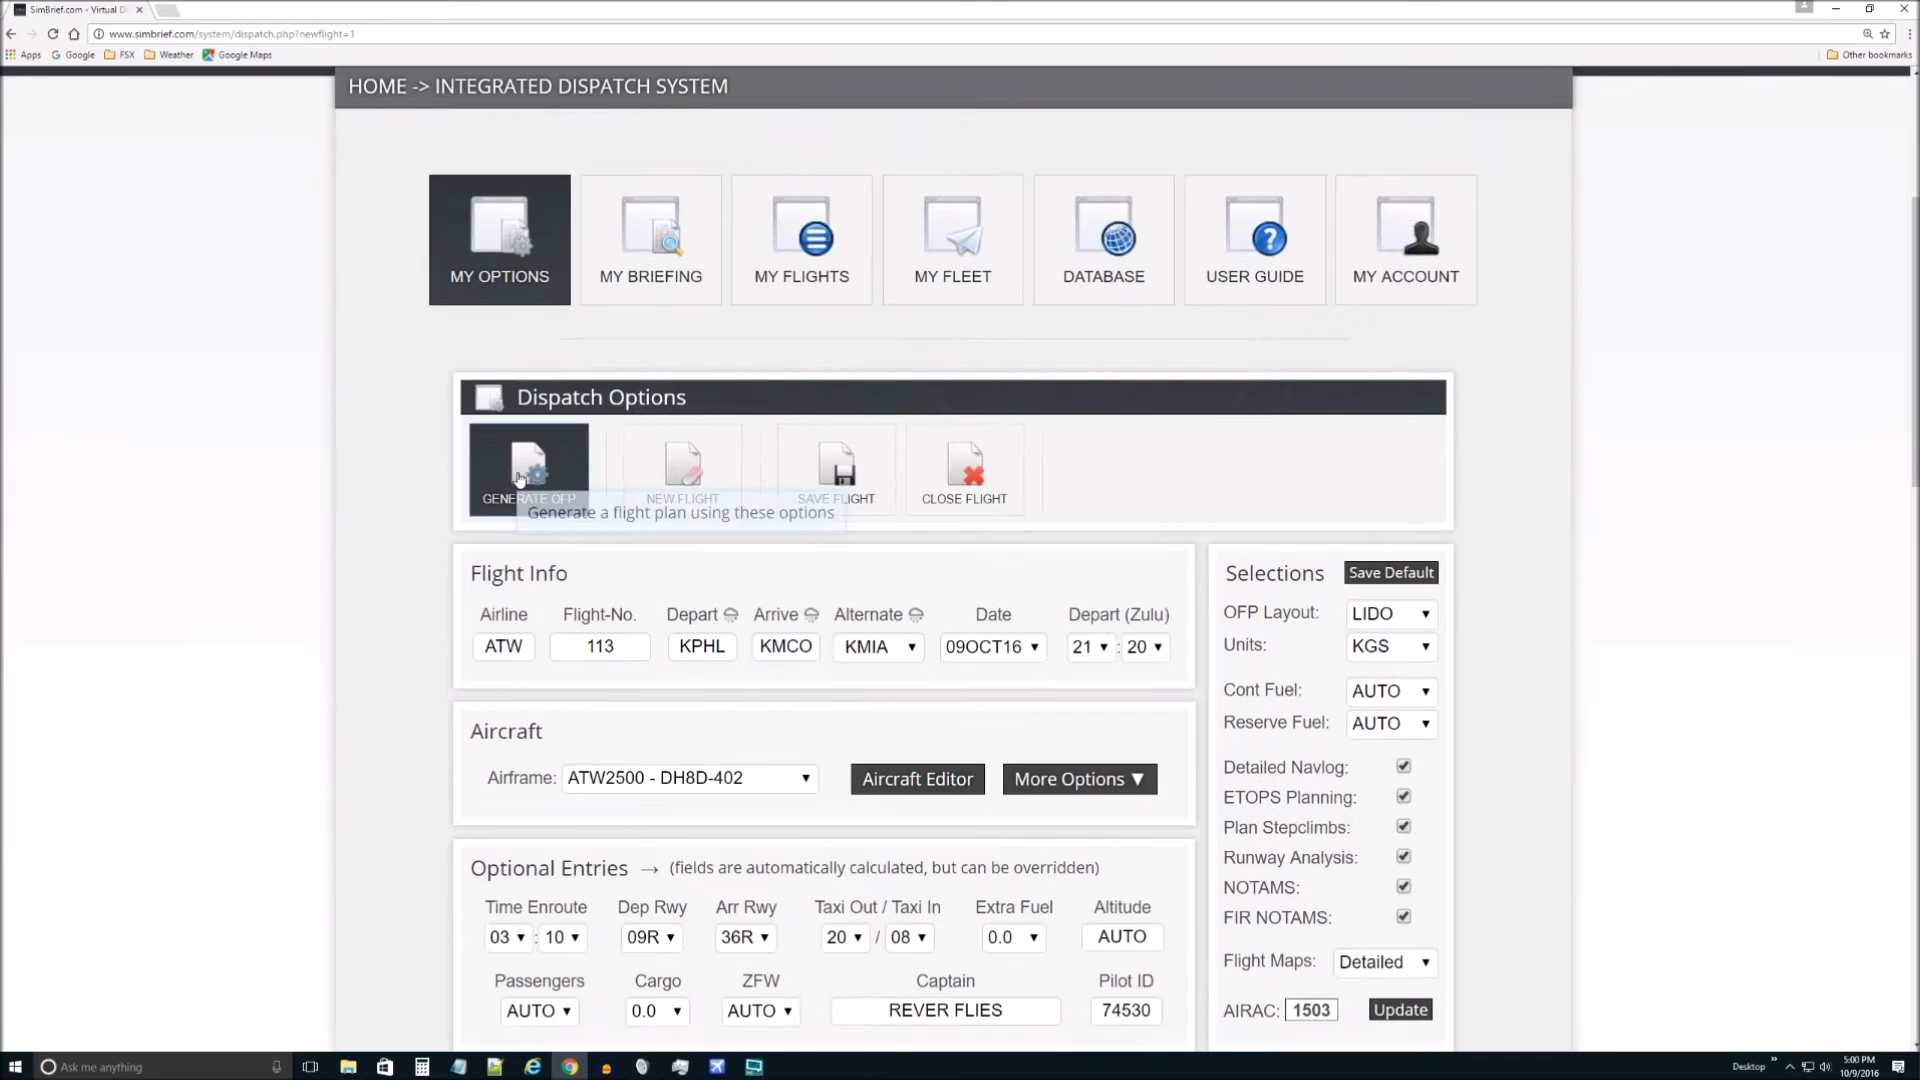 SimBrief.com - Virtual D
www.simbrief.com/system/dispatch.php?newflight=1
Apps Google FSX Weather Google Maps Other bookmarks
HOME -> INTEGRATED DISPATCH SYSTEM
MY OPTIONS MY BRIEFING MY FLIGHTS MY FLEET DATABASE USER GUIDE MY ACCOUNT
Dispatch Options
GENERATE OFP NEW FLIGHT SAVE FLIGHT CLOSE FLIGHT
Generate a flight plan using these options
Flight Info
Airline Flight-No. Depart Arrive Alternate Date Depart (Zulu)
ATW 113 KPHL KMCO KMIA 09OCT16 21 : 20
Aircraft
Airframe: ATW2500 - DH8D-402 Aircraft Editor More Options ▼
Optional Entries → (fields are automatically calculated, but can be overridden)
Time Enroute Dep Rwy Arr Rwy Taxi Out / Taxi In Extra Fuel Altitude
03 : 10 09R 36R 20 / 08 0.0 AUTO
Passengers Cargo ZFW Captain Pilot ID
AUTO 0.0 AUTO REVER FLIES 74530
Selections Save Default
OFP Layout: LIDO
Units: KGS
Cont Fuel: AUTO
Reserve Fuel: AUTO
Detailed Navlog:
ETOPS Planning:
Plan Stepclimbs:
Runway Analysis:
NOTAMS:
FIR NOTAMS:
Flight Maps: Detailed
AIRAC: 1503 Update
Ask me anything
Desktop
5:00 PM
10/9/2016